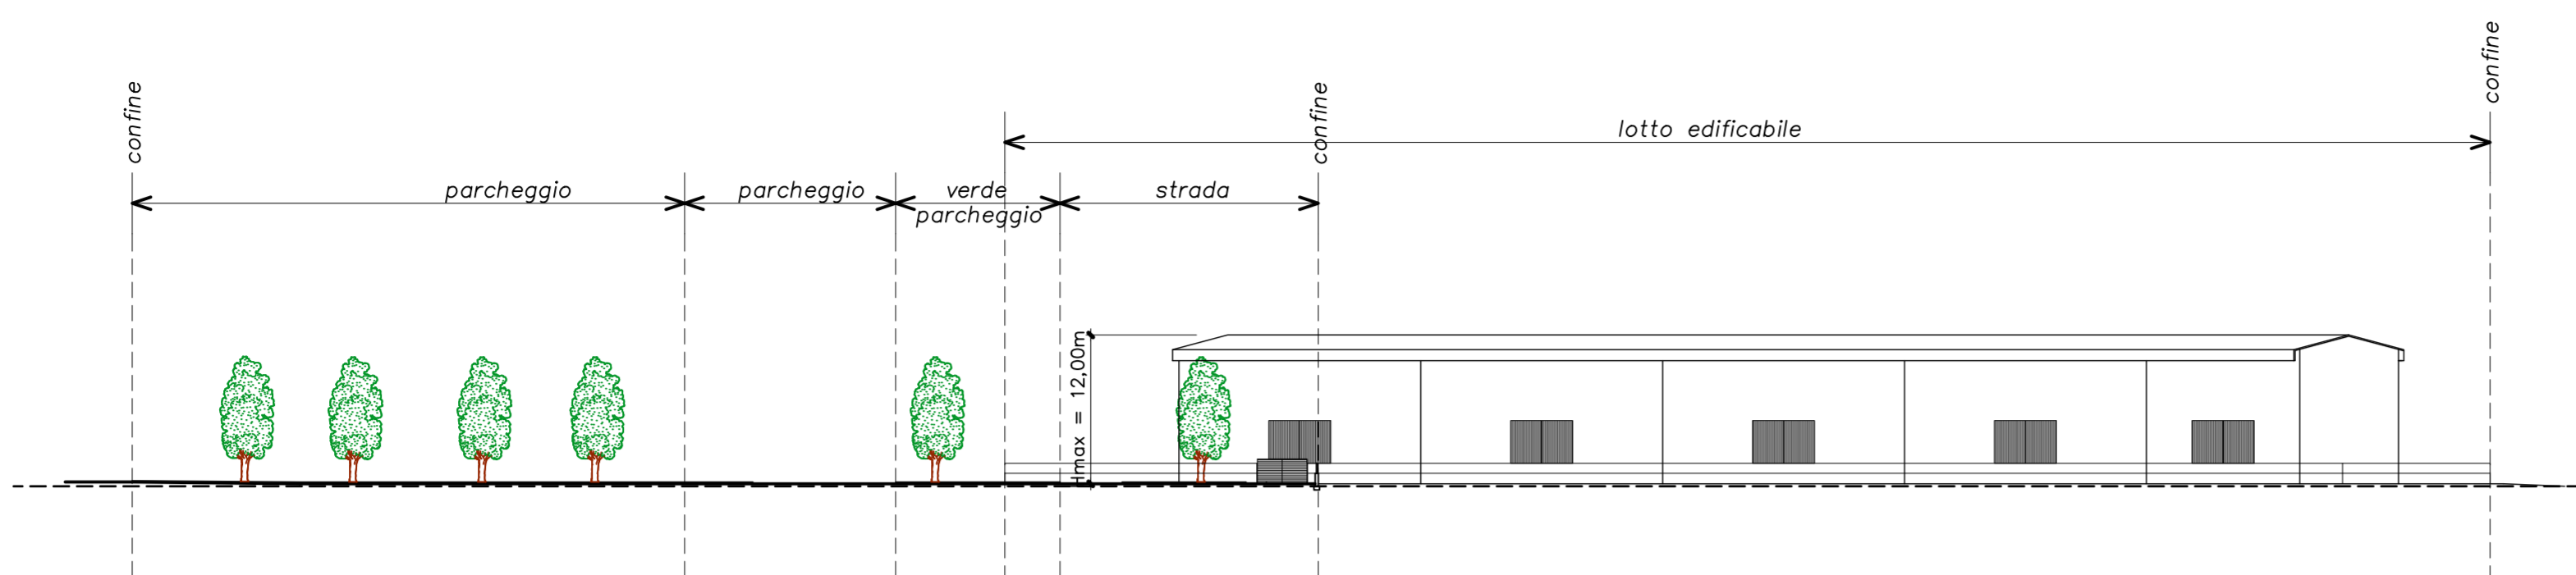 confine
confine
confine
lotto edificabile
parcheggio
parcheggio
verde
parcheggio
strada
Hmax = 12,00m